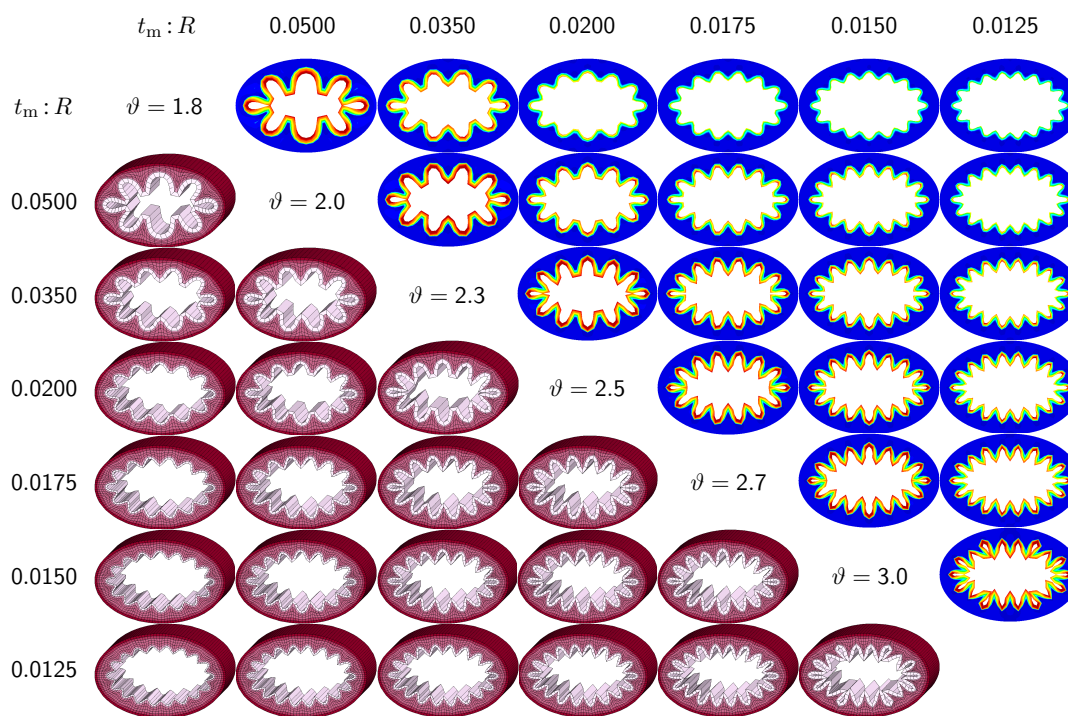 t_m : R 0.0500 0.0350 0.0200 0.0175 0.0150 0.0125
t_m : R ϑ = 1.8
0.0500 ϑ = 2.0
0.0350 ϑ = 2.3
0.0200 ϑ = 2.5
0.0175 ϑ = 2.7
0.0150 ϑ = 3.0
0.0125